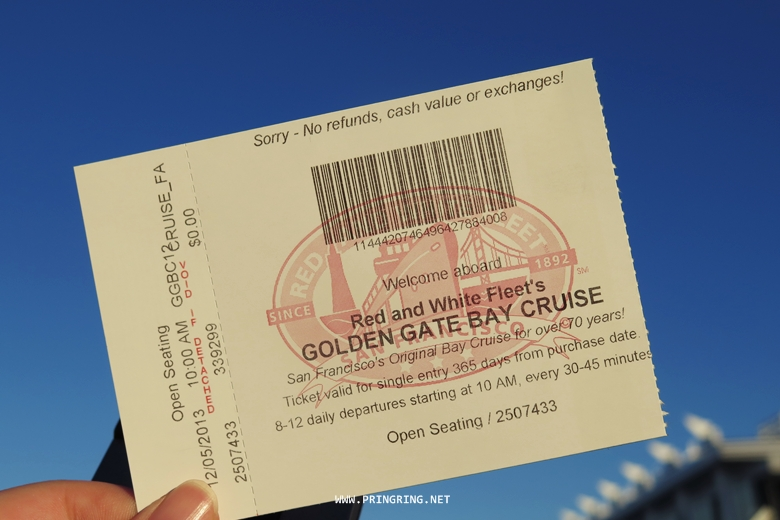 Sorry - No refunds, cash value or exchanges!
1144420746496427884008
RED AND WHITE FLEET
SINCE 1892
SM
SAN FRANCISCO
Welcome aboard
Red and White Fleet's
GOLDEN GATE BAY CRUISE
San Francisco's Original Bay Cruise for over 70 years!
Ticket valid for single entry 365 days from purchase date.
8-12 daily departures starting at 10 AM, every 30-45 minutes
Open Seating / 2507433
Open Seating
12/05/2013 10:00 AM GGBC12CRUISE_FA
VOID IF DETACHED
339299 $0.00
2507433
WWW.PRINGRING.NET